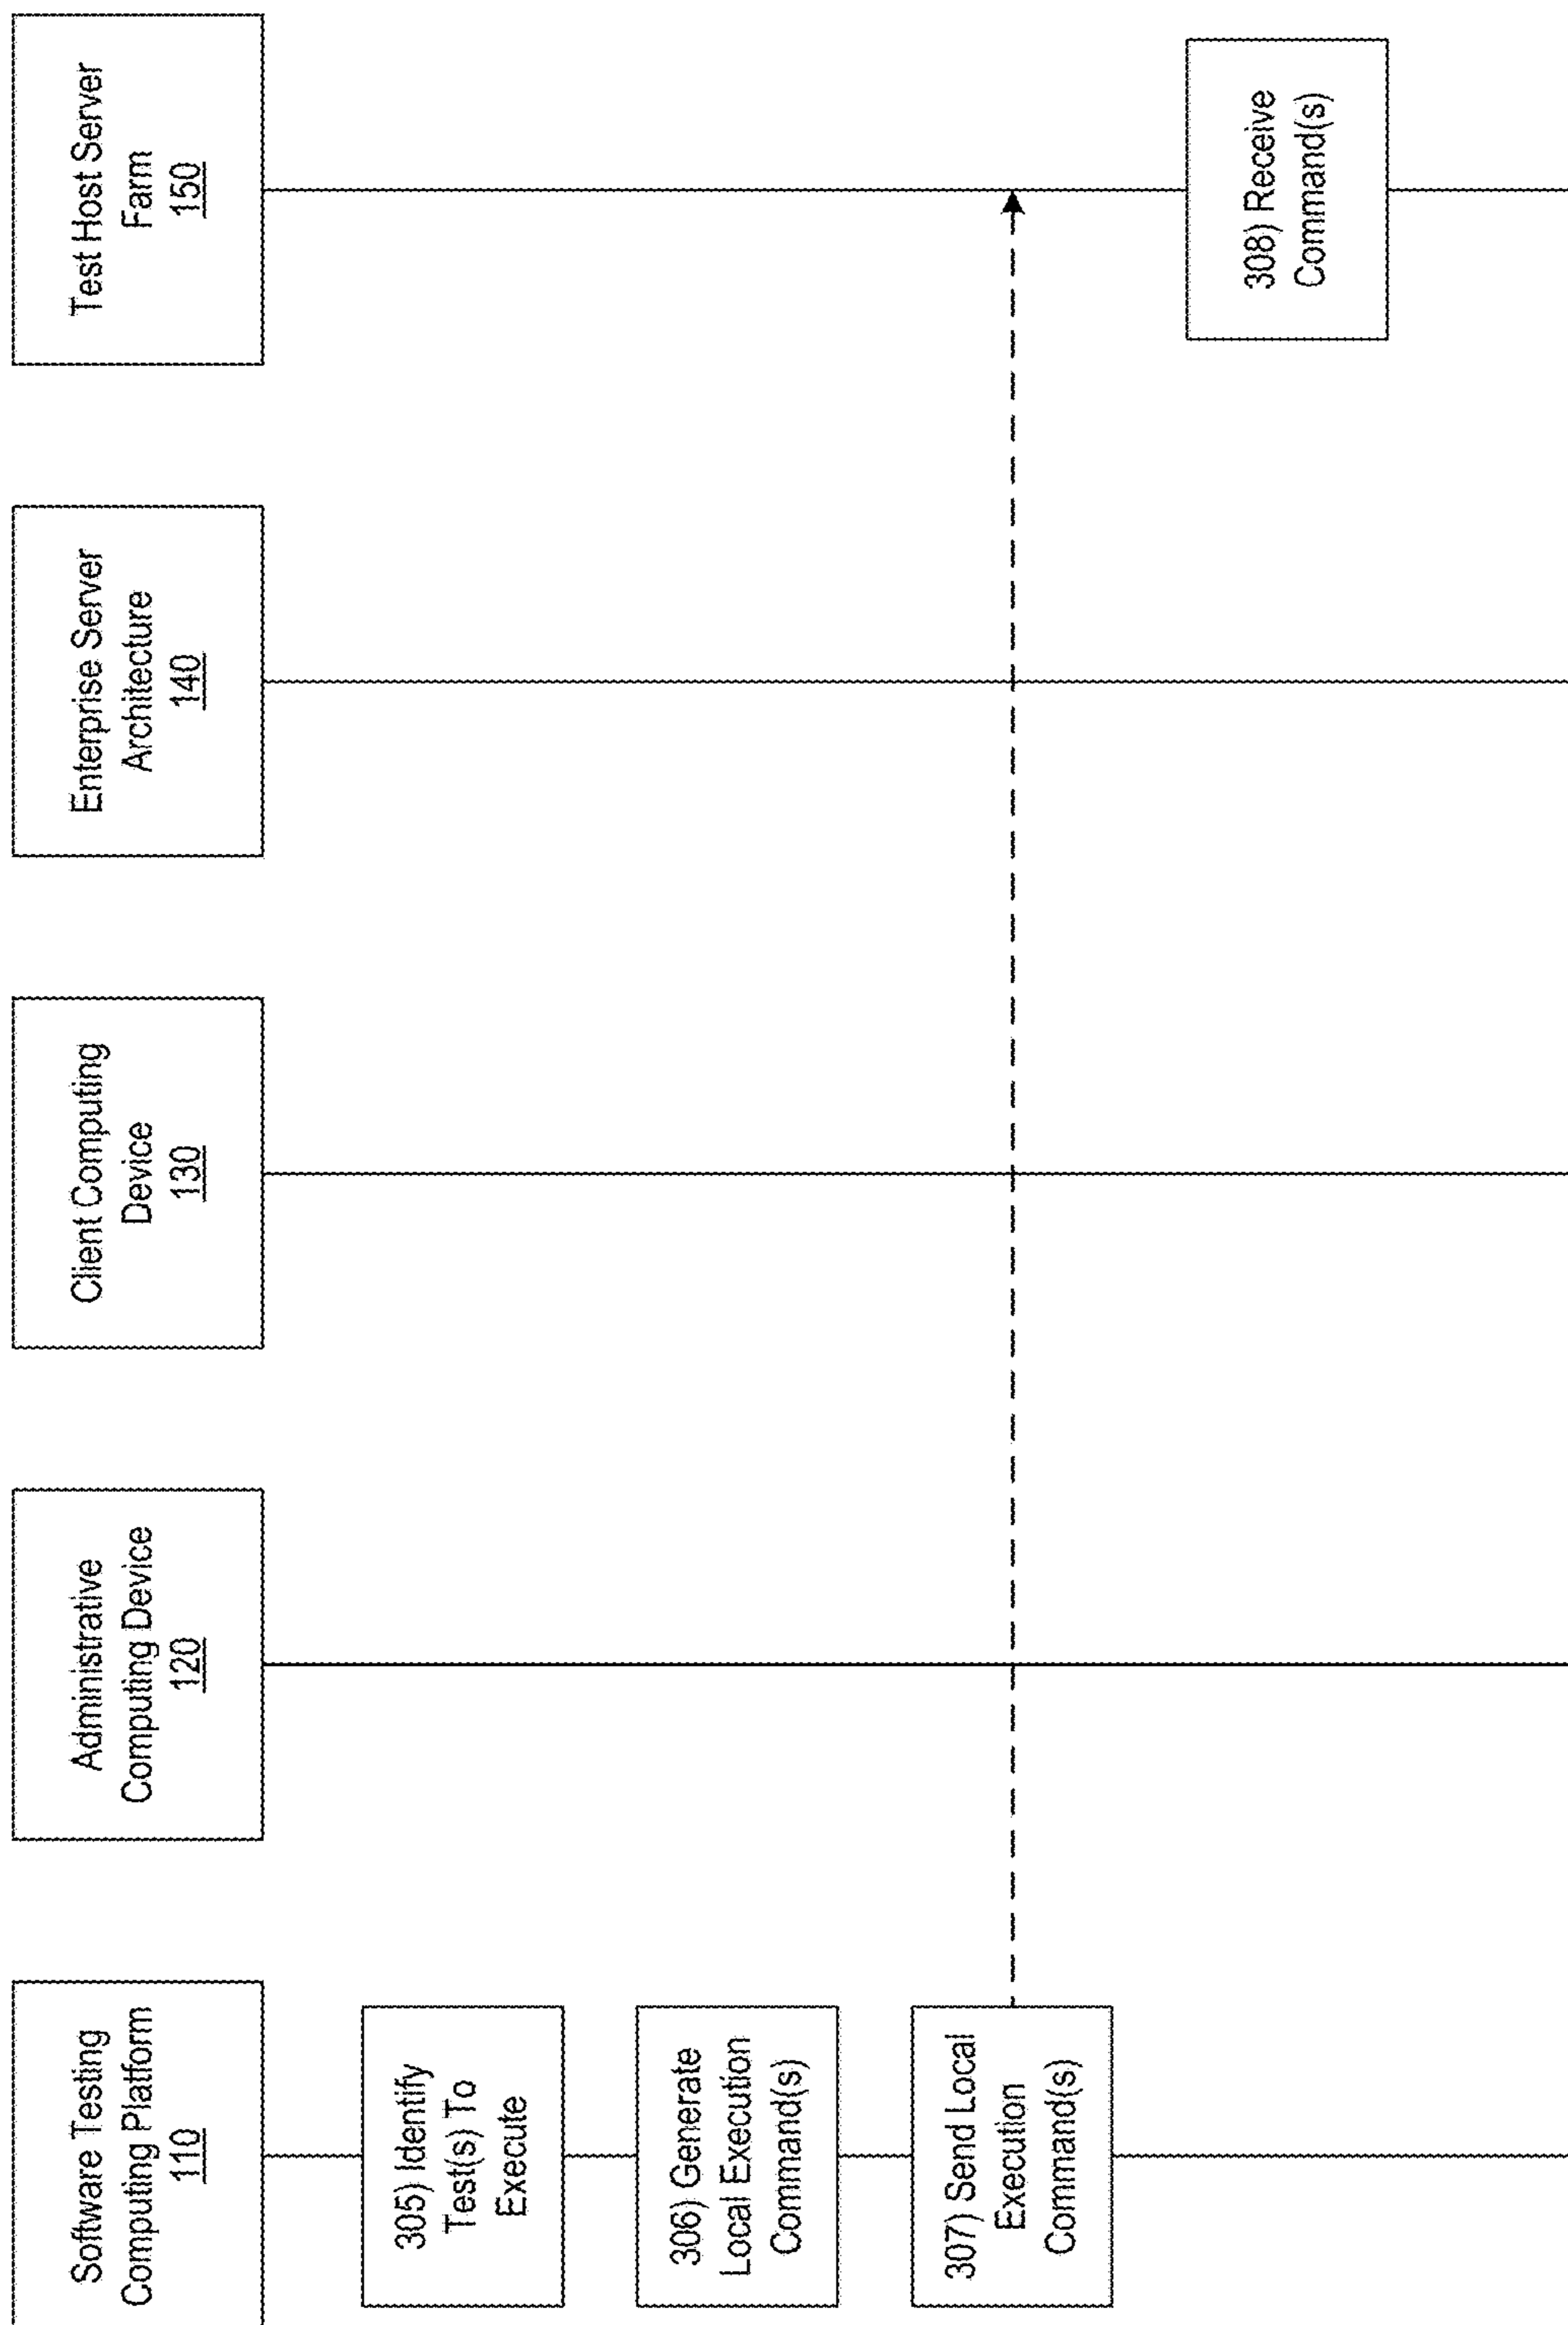 Software Testing
Computing Platform
110
Administrative
Computing Device
120
Client Computing
Device
130
Enterprise Server
Architecture
140
Test Host Server
Farm
150
305) Identify
Test(s) To
Execute
306) Generate
Local Execution
Command(s)
307) Send Local
Execution
Command(s)
308) Receive
Command(s)